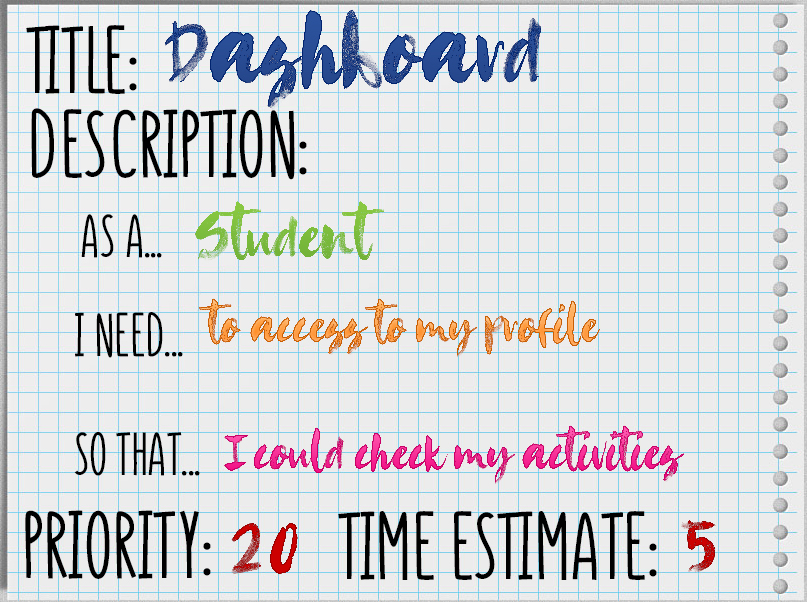 TITLE: Dashboard
DESCRIPTION:
AS A... Student
I NEED... to access to my profile
SO THAT... I could check my activities
PRIORITY: 20 TIME ESTIMATE: 5